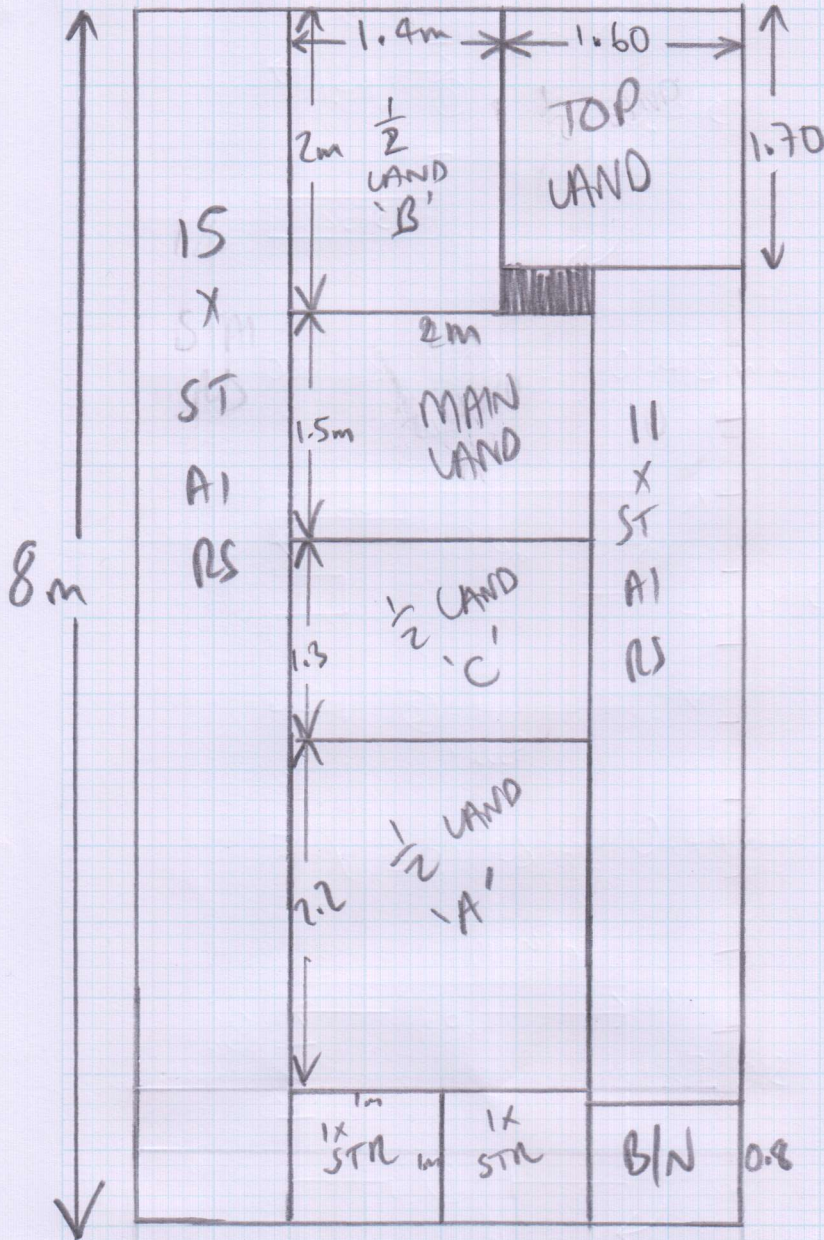 1.4m
1.60
2m
1/2
LAND
'B'
TOP
LAND
1.70
15
X
ST
AI
RS
2m
MAIN
LAND
1.5m
11
X
ST
AI
RS
8m
1/2 LAND
'C'
1.3
1/2 LAND
'A'
2.2
1m
1X
STR
1m
1X
STR
B/N
0.8